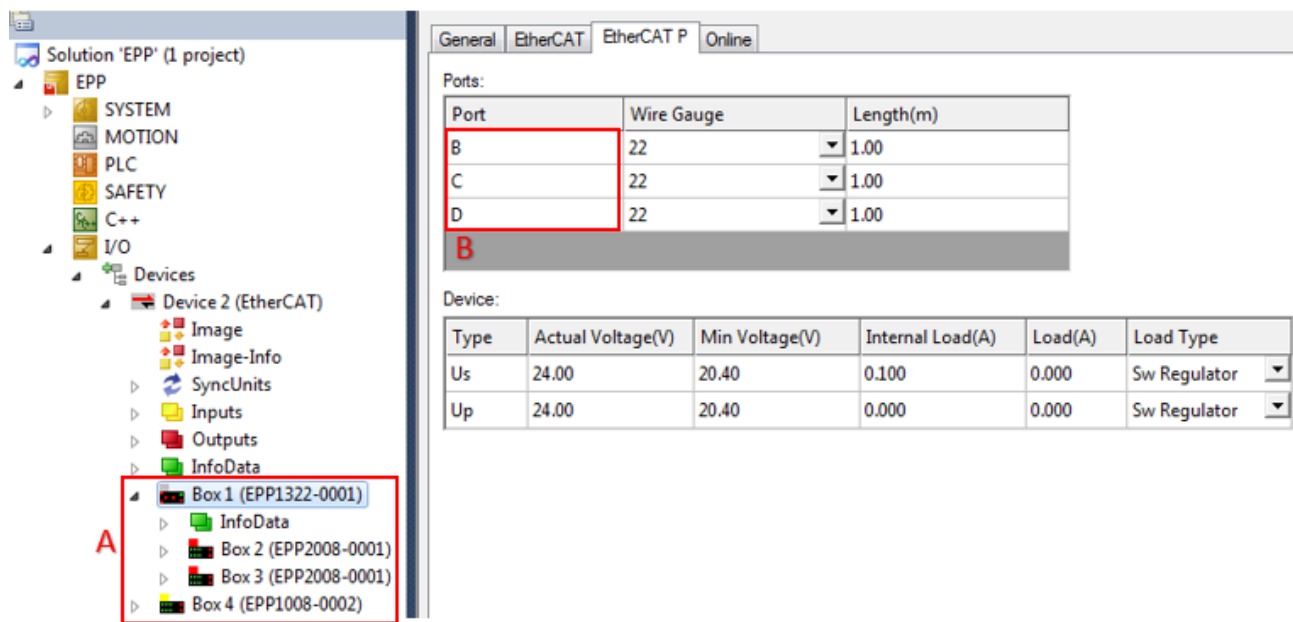 Solution 'EPP' (1 project)
EPP
SYSTEM
MOTION
PLC
SAFETY
C++
I/O
Devices
Device 2 (EtherCAT)
Image
Image-Info
SyncUnits
Inputs
Outputs
InfoData
Box 1 (EPP1322-0001)
InfoData
A
Box 2 (EPP2008-0001)
Box 3 (EPP2008-0001)
Box 4 (EPP1008-0002)
General EtherCAT EtherCAT P Online
Ports:
Port Wire Gauge Length(m)
B 22 1.00
C 22 1.00
D 22 1.00
B
Device:
Type Actual Voltage(V) Min Voltage(V) Internal Load(A) Load(A) Load Type
Us 24.00 20.40 0.100 0.000 Sw Regulator
Up 24.00 20.40 0.000 0.000 Sw Regulator